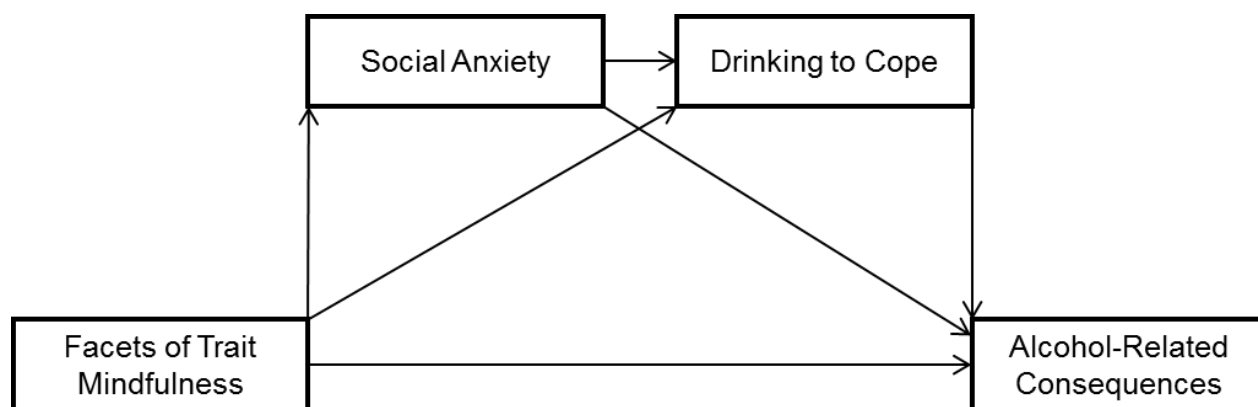 Social Anxiety
Drinking to Cope
Facets of Trait
Mindfulness
Alcohol-Related
Consequences